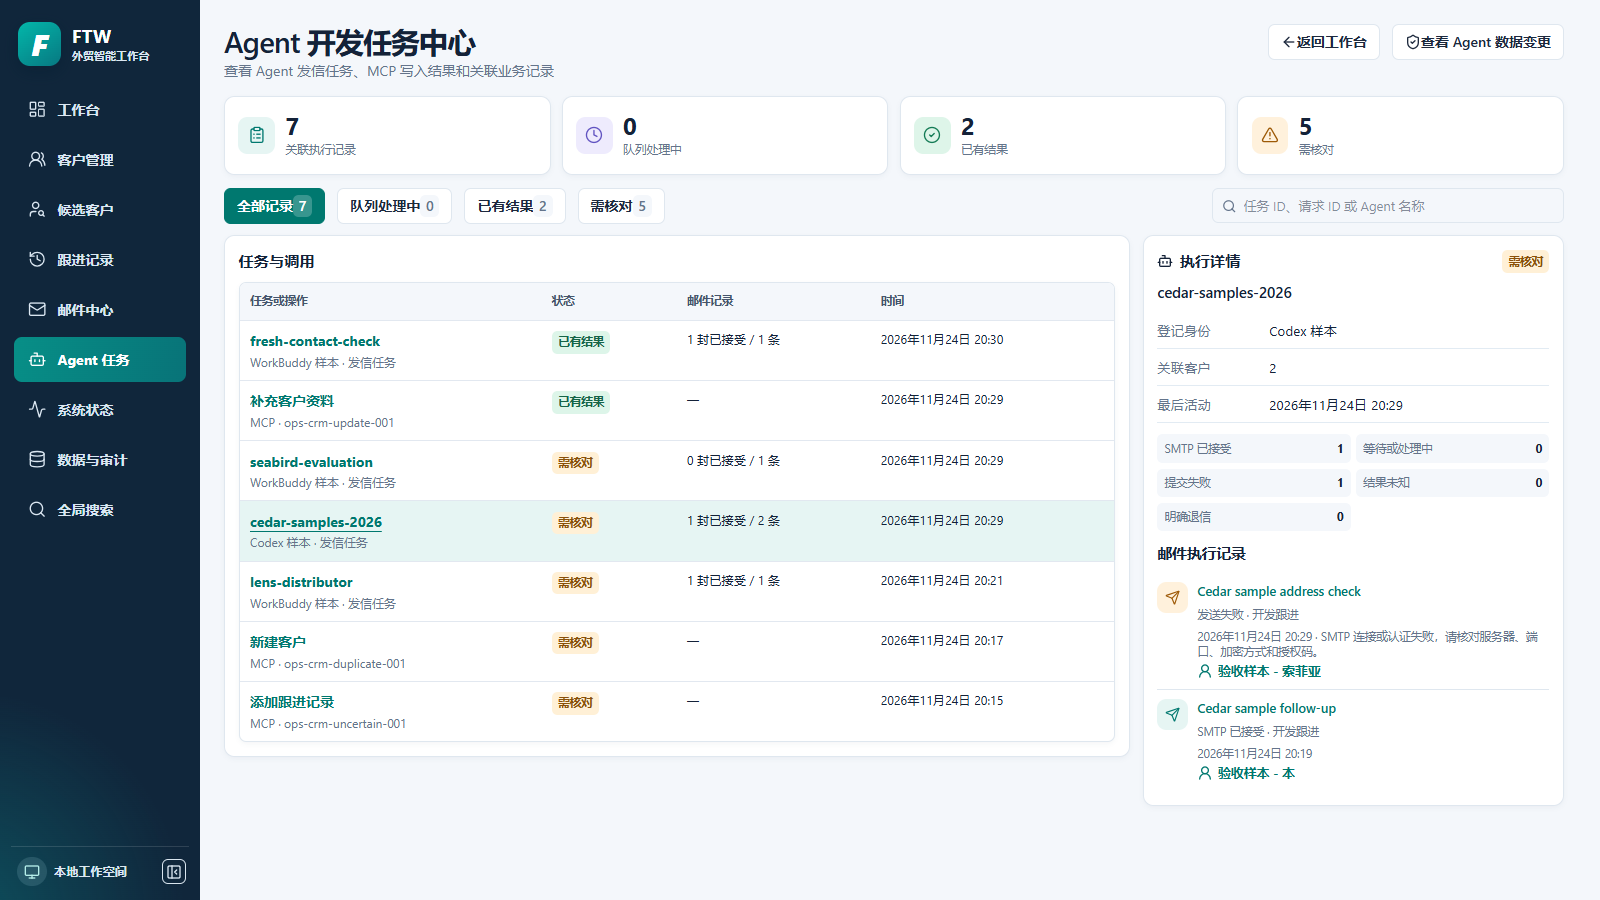 F
FTW
外贸智能工作台
工作台
客户管理
候选客户
跟进记录
邮件中心
Agent 任务
系统状态
数据与审计
全局搜索
本地工作空间
Agent 开发任务中心
查看 Agent 发信任务、MCP 写入结果和关联业务记录
返回工作台
查看 Agent 数据变更
7
关联执行记录
0
队列处理中
2
已有结果
5
需核对
全部记录 7
队列处理中 0
已有结果 2
需核对 5
任务 ID、请求 ID 或 Agent 名称
任务与调用
任务或操作 状态 邮件记录 时间
fresh-contact-check 已有结果 1 封已接受 / 1 条 2026年11月24日 20:30
WorkBuddy 样本 · 发信任务
补充客户资料 已有结果 — 2026年11月24日 20:29
MCP · ops-crm-update-001
seabird-evaluation 需核对 0 封已接受 / 1 条 2026年11月24日 20:29
WorkBuddy 样本 · 发信任务
cedar-samples-2026 需核对 1 封已接受 / 2 条 2026年11月24日 20:29
Codex 样本 · 发信任务
lens-distributor 需核对 1 封已接受 / 1 条 2026年11月24日 20:21
WorkBuddy 样本 · 发信任务
新建客户 需核对 — 2026年11月24日 20:17
MCP · ops-crm-duplicate-001
添加跟进记录 需核对 — 2026年11月24日 20:15
MCP · ops-crm-uncertain-001
执行详情 需核对
cedar-samples-2026
登记身份 Codex 样本
关联客户 2
最后活动 2026年11月24日 20:29
SMTP 已接受 1 等待或处理中 0
提交失败 1 结果未知 0
明确退信 0
邮件执行记录
Cedar sample address check
发送失败 · 开发跟进
2026年11月24日 20:29 · SMTP 连接或认证失败，请核对服务器、端
口、加密方式和授权码。
验收样本 - 索菲亚
Cedar sample follow-up
SMTP 已接受 · 开发跟进
2026年11月24日 20:19
验收样本 - 本